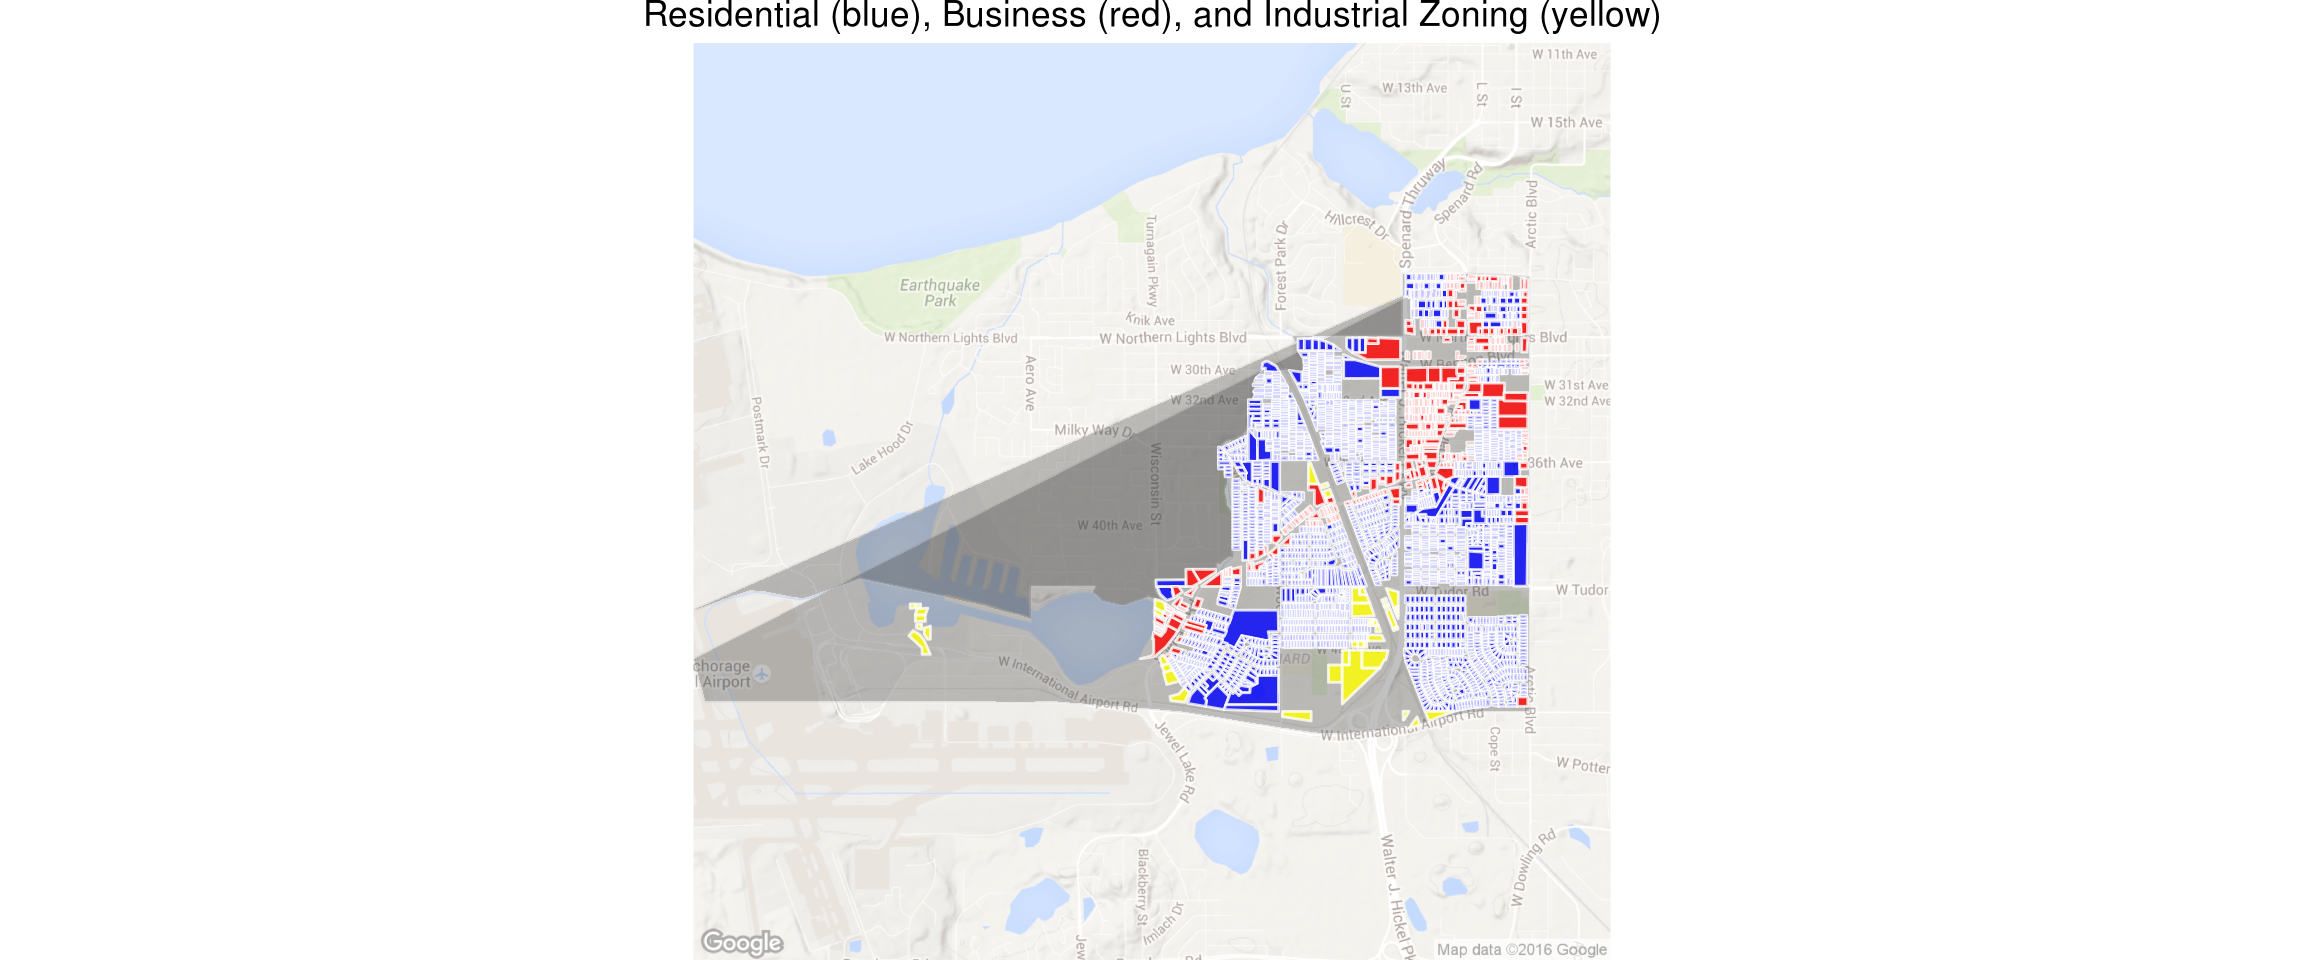 Residential (blue), Business (red), and Industrial Zoning (yellow)
W 11th Ave
W 13th Ave
U St
L St
I St
W 15th Ave
Spenard Thruway
Spenard Rd
Arctic Blvd
Hillcrest Dr
Forest Park Dr
Turnagain Pkwy
Earthquake
Park
Knik Ave
W Northern Lights Blvd
W Northern Lights Blvd
Blvd
W Benson Blvd
W 30th Ave
W 31st Ave
W 32nd Ave
W 32nd Ave
Aero Ave
Postmark Dr
Lake Hood Dr
Milky Way D
Wisconsin St
36th Ave
W 40th Ave
W Tudor Rd
W Tudor
chorage
l Airport
ARD
W International Airport Rd
W International Airport Rd
Arctic Blvd
Jewel Lake Rd
Cope St
W Potter
Walter J. Hickel Pk
W Dowling Rd
Blackberry St
Imlach Dr
Jew
Rd
Google
Map data ©2016 Google